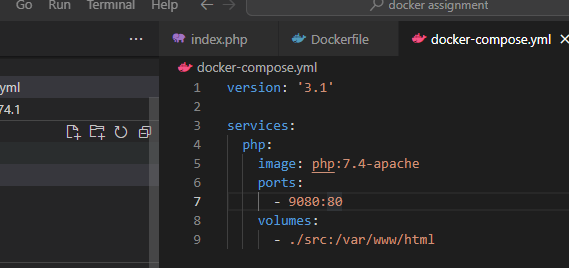 Go Run Terminal Help ← → docker assignment
... index.php Dockerfile docker-compose.yml ×
docker-compose.yml
yml
74.1
1 version: '3.1'
2
3 services:
4 php:
5 image: php:7.4-apache
6 ports:
7 - 9080:80
8 volumes:
9 - ./src:/var/www/html